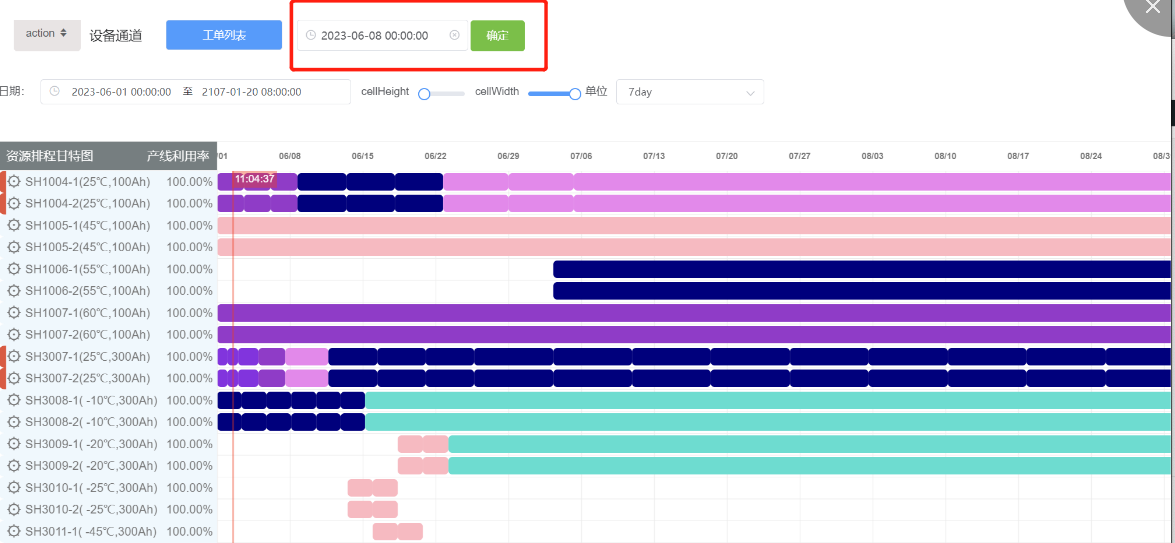 action 设备通道 工单列表 2023-06-08 00:00:00 确定
日期: 2023-06-01 00:00:00 至 2107-01-20 08:00:00 cellHeight cellWidth 单位 7day
资源排程甘特图 产线利用率 /01 06/08 06/15 06/22 06/29 07/06 07/13 07/20 07/27 08/03 08/10 08/17 08/24 08/3
11:04:37
SH1004-1(25℃,100Ah) 100.00%
SH1004-2(25℃,100Ah) 100.00%
SH1005-1(45℃,100Ah) 100.00%
SH1005-2(45℃,100Ah) 100.00%
SH1006-1(55℃,100Ah) 100.00%
SH1006-2(55℃,100Ah) 100.00%
SH1007-1(60℃,100Ah) 100.00%
SH1007-2(60℃,100Ah) 100.00%
SH3007-1(25℃,300Ah) 100.00%
SH3007-2(25℃,300Ah) 100.00%
SH3008-1( -10℃,300Ah) 100.00%
SH3008-2( -10℃,300Ah) 100.00%
SH3009-1( -20℃,300Ah) 100.00%
SH3009-2( -20℃,300Ah) 100.00%
SH3010-1( -25℃,300Ah) 100.00%
SH3010-2( -25℃,300Ah) 100.00%
SH3011-1( -45℃,300Ah) 100.00%